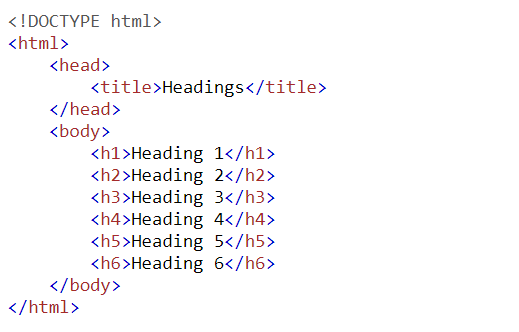 <!DOCTYPE html>
<html>
    <head>
        <title>Headings</title>
    </head>
    <body>
        <h1>Heading 1</h1>
        <h2>Heading 2</h2>
        <h3>Heading 3</h3>
        <h4>Heading 4</h4>
        <h5>Heading 5</h5>
        <h6>Heading 6</h6>
    </body>
</html>